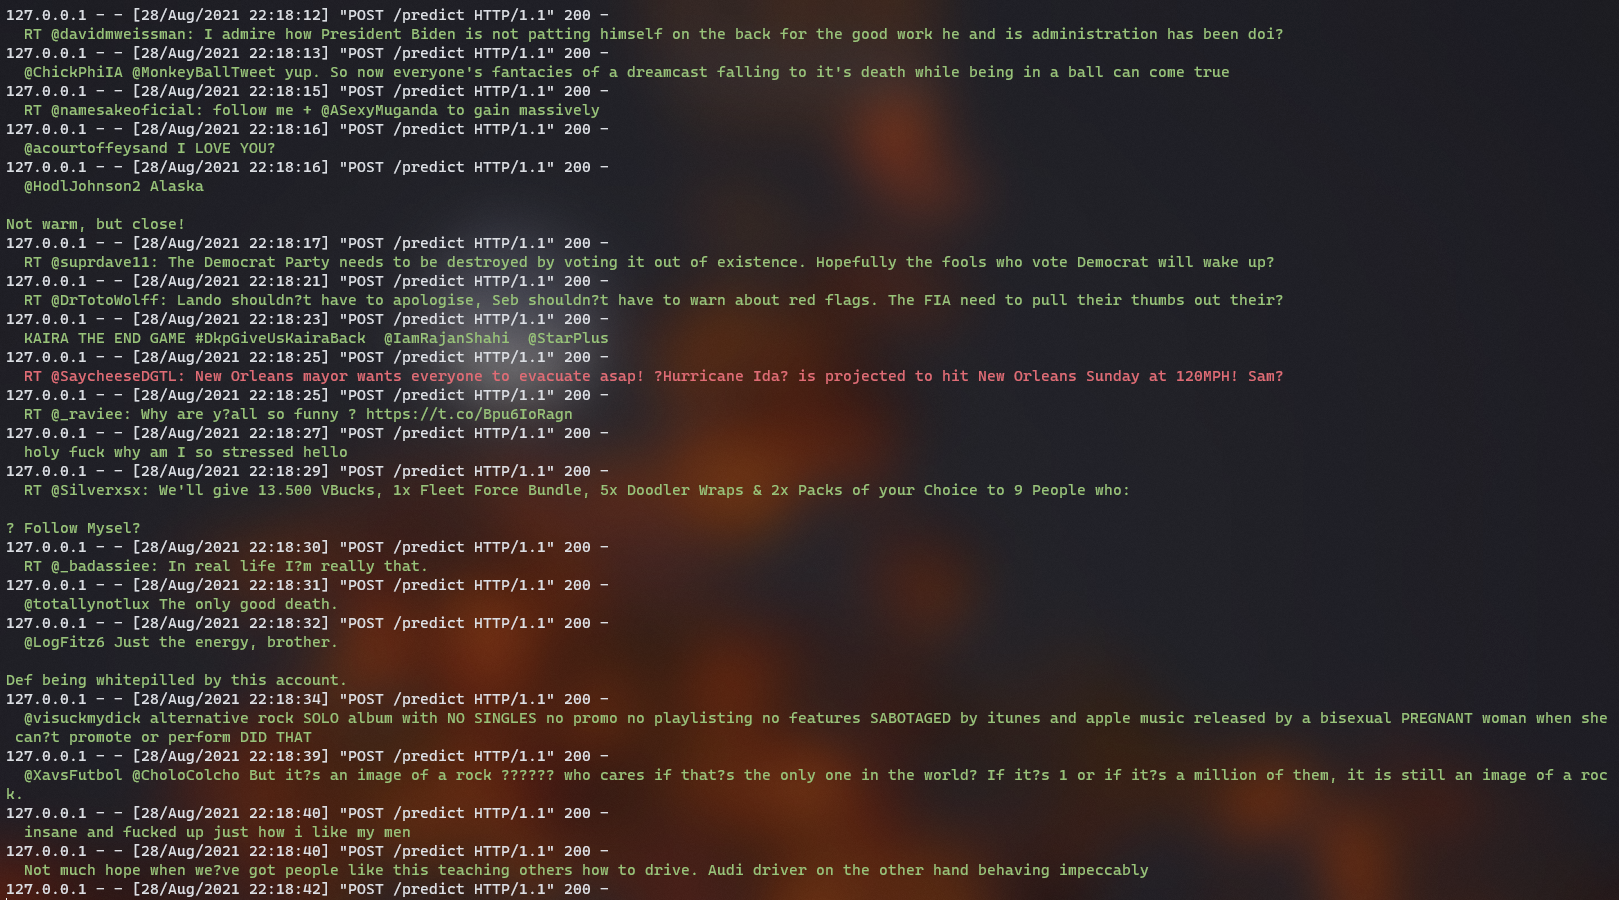 127.0.0.1 - - [28/Aug/2021 22:18:12] "POST /predict HTTP/1.1" 200 -
RT @davidmweissman: I admire how President Biden is not patting himself on the back for the good work he and is administration has been doi?
127.0.0.1 - - [28/Aug/2021 22:18:13] "POST /predict HTTP/1.1" 200 -
@ChickPhiIA @MonkeyBallTweet yup. So now everyone's fantacies of a dreamcast falling to it's death while being in a ball can come true
127.0.0.1 - - [28/Aug/2021 22:18:15] "POST /predict HTTP/1.1" 200 -
RT @namesakeoficial: follow me + @ASexyMuganda to gain massively
127.0.0.1 - - [28/Aug/2021 22:18:16] "POST /predict HTTP/1.1" 200 -
@acourtoffeysand I LOVE YOU?
127.0.0.1 - - [28/Aug/2021 22:18:16] "POST /predict HTTP/1.1" 200 -
@HodlJohnson2 Alaska
Not warm, but close!
127.0.0.1 - - [28/Aug/2021 22:18:17] "POST /predict HTTP/1.1" 200 -
RT @suprdave11: The Democrat Party needs to be destroyed by voting it out of existence. Hopefully the fools who vote Democrat will wake up?
127.0.0.1 - - [28/Aug/2021 22:18:21] "POST /predict HTTP/1.1" 200 -
RT @DrTotoWolff: Lando shouldn?t have to apologise, Seb shouldn?t have to warn about red flags. The FIA need to pull their thumbs out their?
127.0.0.1 - - [28/Aug/2021 22:18:23] "POST /predict HTTP/1.1" 200 -
KAIRA THE END GAME #DkpGiveUsKairaBack  @IamRajanShahi  @StarPlus
127.0.0.1 - - [28/Aug/2021 22:18:25] "POST /predict HTTP/1.1" 200 -
RT @SaycheeseDGTL: New Orleans mayor wants everyone to evacuate asap! ?Hurricane Ida? is projected to hit New Orleans Sunday at 120MPH! Sam?
127.0.0.1 - - [28/Aug/2021 22:18:25] "POST /predict HTTP/1.1" 200 -
RT @_raviee: Why are y?all so funny ? https://t.co/Bpu6IoRagn
127.0.0.1 - - [28/Aug/2021 22:18:27] "POST /predict HTTP/1.1" 200 -
holy fuck why am I so stressed hello
127.0.0.1 - - [28/Aug/2021 22:18:29] "POST /predict HTTP/1.1" 200 -
RT @Silverxsx: We'll give 13.500 VBucks, 1x Fleet Force Bundle, 5x Doodler Wraps & 2x Packs of your Choice to 9 People who:
? Follow Mysel?
127.0.0.1 - - [28/Aug/2021 22:18:30] "POST /predict HTTP/1.1" 200 -
RT @_badassiee: In real life I?m really that.
127.0.0.1 - - [28/Aug/2021 22:18:31] "POST /predict HTTP/1.1" 200 -
@totallynotlux The only good death.
127.0.0.1 - - [28/Aug/2021 22:18:32] "POST /predict HTTP/1.1" 200 -
@LogFitz6 Just the energy, brother.
Def being whitepilled by this account.
127.0.0.1 - - [28/Aug/2021 22:18:34] "POST /predict HTTP/1.1" 200 -
@visuckmydick alternative rock SOLO album with NO SINGLES no promo no playlisting no features SABOTAGED by itunes and apple music released by a bisexual PREGNANT woman when she
can?t promote or perform DID THAT
127.0.0.1 - - [28/Aug/2021 22:18:39] "POST /predict HTTP/1.1" 200 -
@XavsFutbol @CholoColcho But it?s an image of a rock ?????? who cares if that?s the only one in the world? If it?s 1 or if it?s a million of them, it is still an image of a roc
k.
127.0.0.1 - - [28/Aug/2021 22:18:40] "POST /predict HTTP/1.1" 200 -
insane and fucked up just how i like my men
127.0.0.1 - - [28/Aug/2021 22:18:40] "POST /predict HTTP/1.1" 200 -
Not much hope when we?ve got people like this teaching others how to drive. Audi driver on the other hand behaving impeccably
127.0.0.1 - - [28/Aug/2021 22:18:42] "POST /predict HTTP/1.1" 200 -